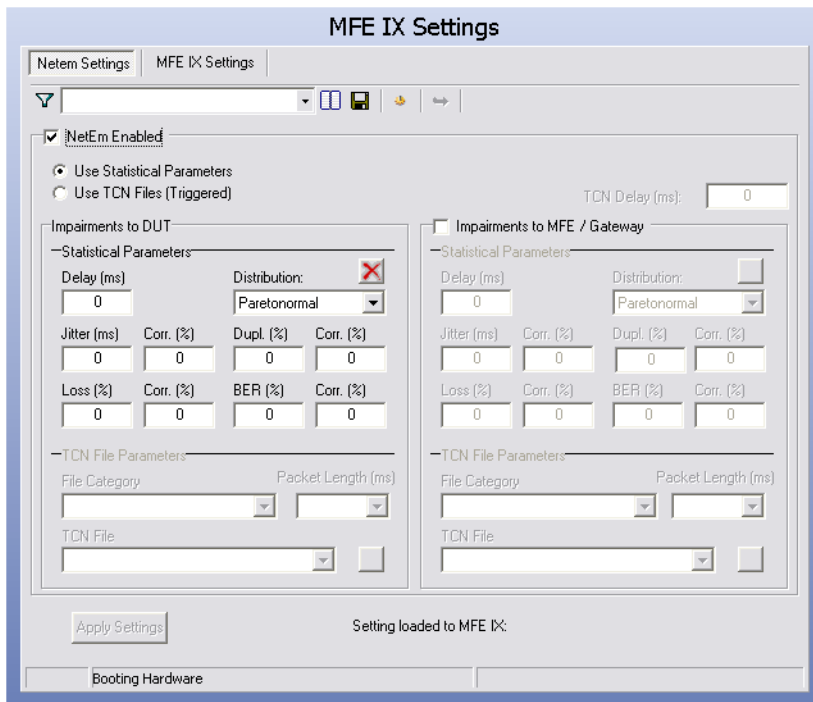 MFE IX Settings
Netem Settings MFE IX Settings
NetEm Enabled
Use Statistical Parameters
Use TCN Files (Triggered)
TCN Delay (ms): 0
Impairments to DUT Impairments to MFE / Gateway
Statistical Parameters Statistical Parameters
Delay (ms) Distribution: Delay (ms) Distribution:
0 Paretonormal 0 Paretonormal
Jitter (ms) Corr. (%) Dupl. (%) Corr. (%) Jitter (ms) Corr. (%) Dupl. (%) Corr. (%)
0 0 0 0 0 0 0 0
Loss (%) Corr. (%) BER (%) Corr. (%) Loss (%) Corr. (%) BER (%) Corr. (%)
0 0 0 0 0 0 0 0
TCN File Parameters TCN File Parameters
File Category Packet Length (ms) File Category Packet Length (ms)
TCN File TCN File
Apply Settings Setting loaded to MFE IX:
Booting Hardware